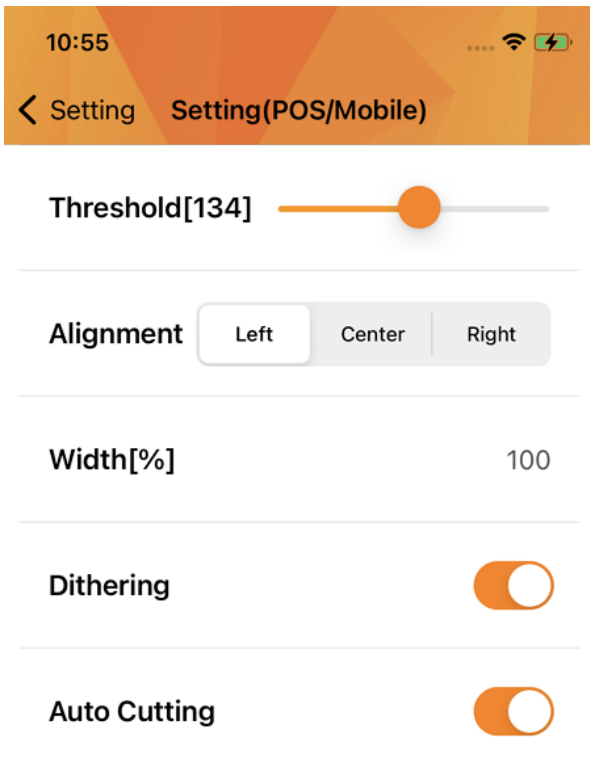 10:55
Setting Setting(POS/Mobile)
Threshold[134]
Alignment Left Center Right
Width[%] 100
Dithering
Auto Cutting